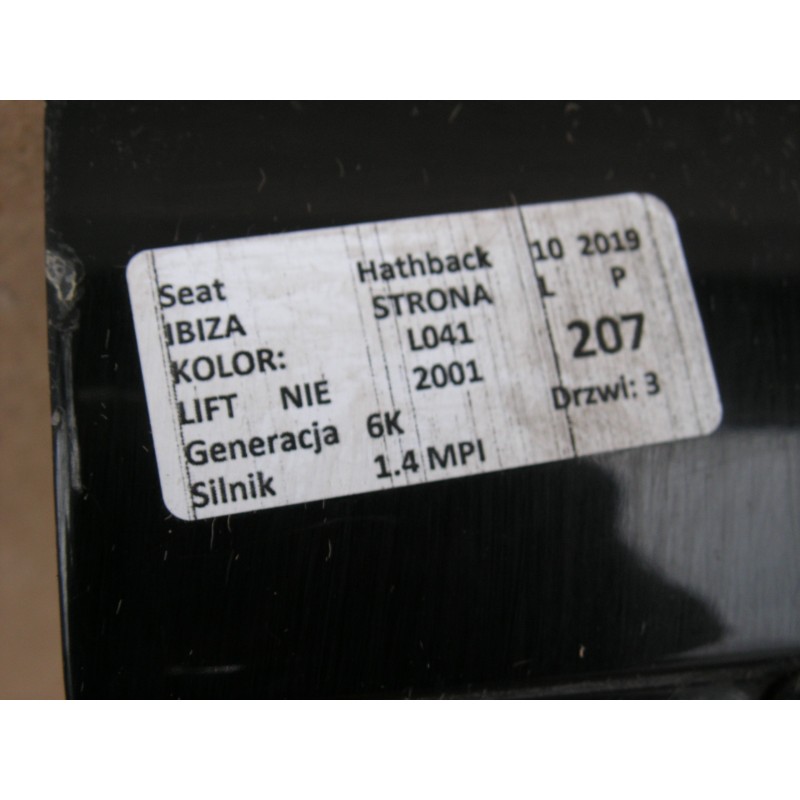 Seat Hathback 10 2019
IBIZA STRONA L P
KOLOR: L041 207
LIFT NIE 2001 Drzwi: 3
Generacja 6K
Silnik 1.4 MPI